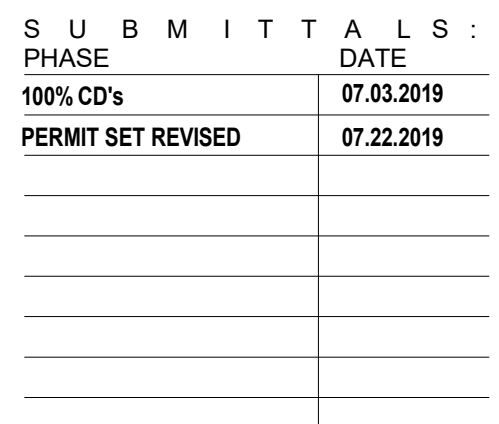 S U B M I T T A L S :
PHASE DATE
100% CD's 07.03.2019
PERMIT SET REVISED 07.22.2019